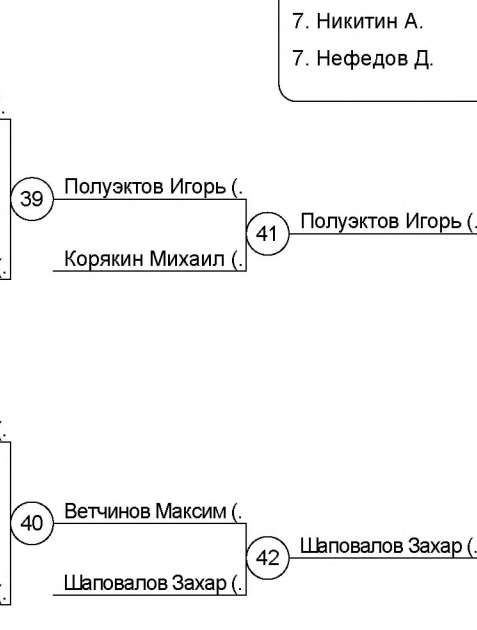 7. Никитин А.
7. Нефедов Д.
39
Полуэктов Игорь (.
Корякин Михаил (.
41
Полуэктов Игорь (.
40
Ветчинов Максим (.
Шаповалов Захар (.
42
Шаповалов Захар (.